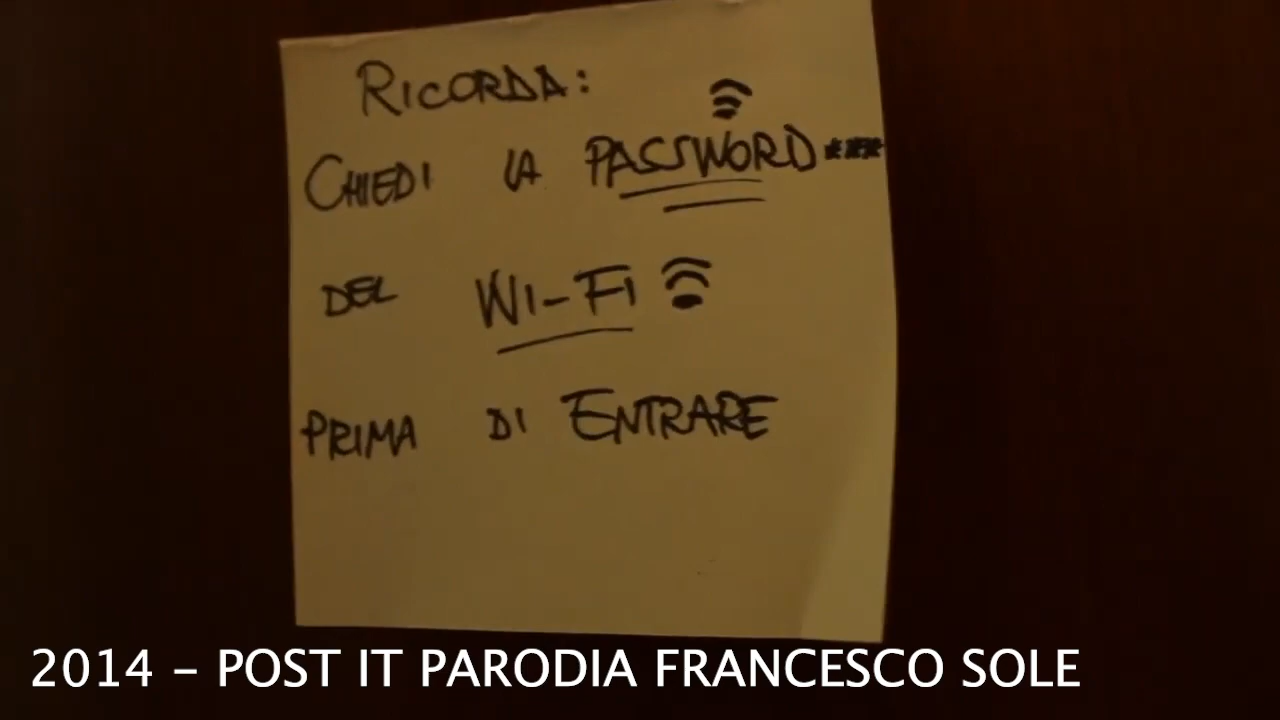 RICORDA:
CHIEDI LA PASSWORD***
DEL WI-FI
PRIMA DI ENTRARE
2014 - POST IT PARODIA FRANCESCO SOLE